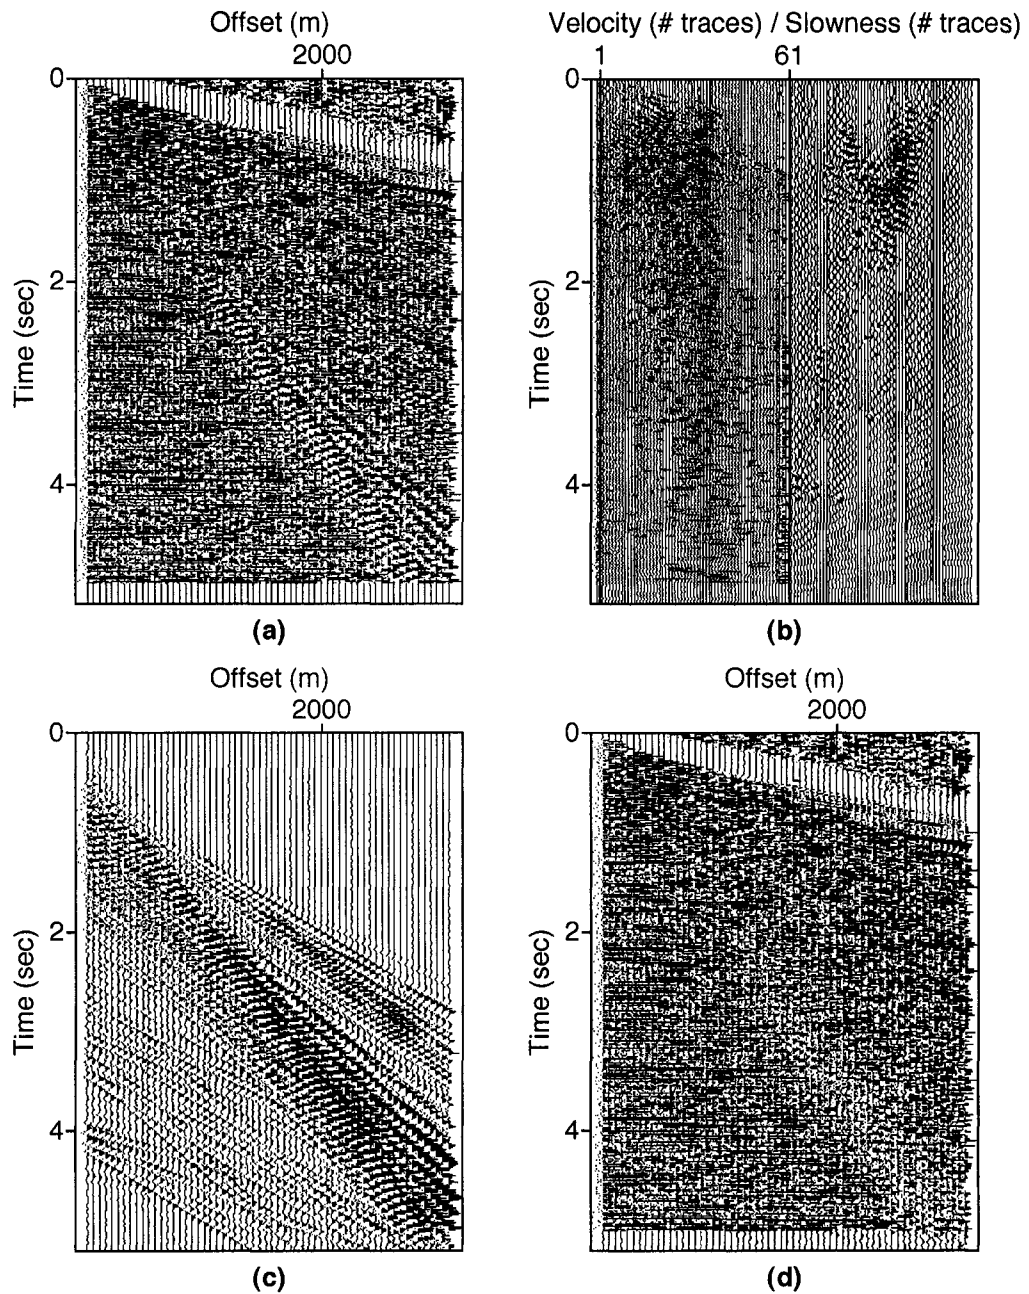 Offset (m)
2000
0
2
4
Time (sec)
(a)
Velocity (# traces) / Slowness (# traces)
1
61
0
2
4
Time (sec)
(b)
Offset (m)
2000
0
2
4
Time (sec)
(c)
Offset (m)
2000
0
2
4
Time (sec)
(d)